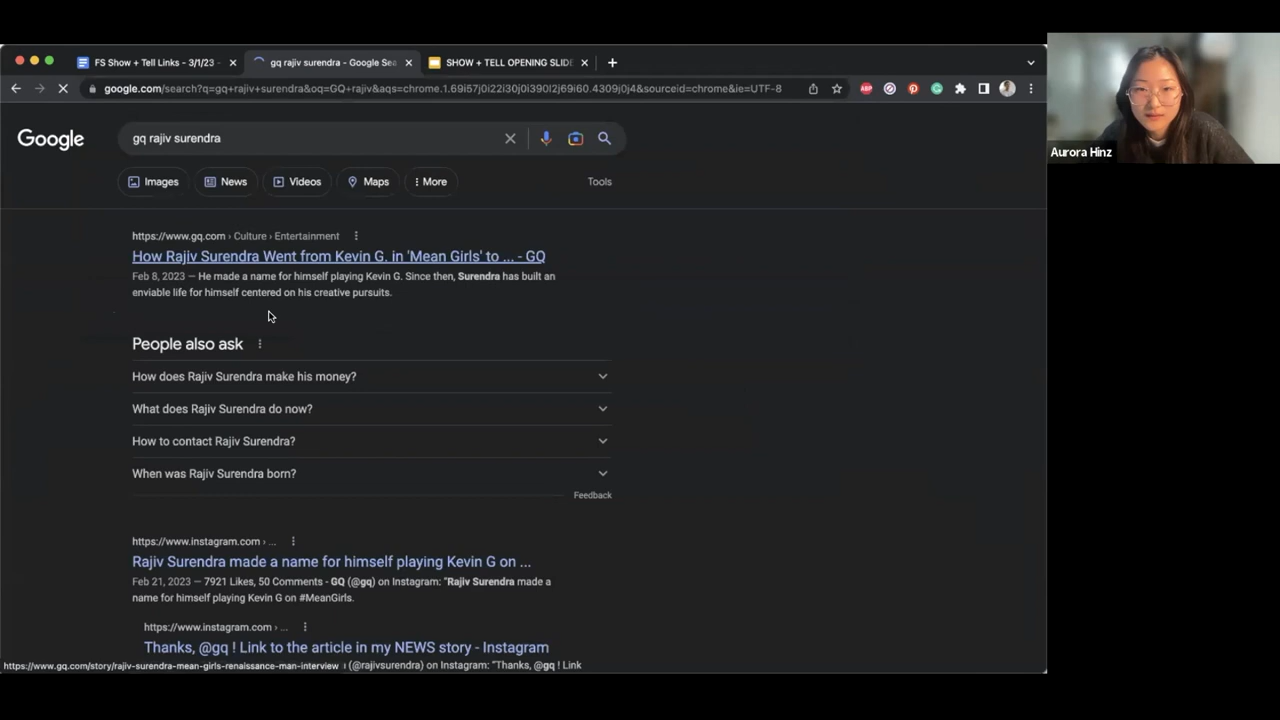 FS Show + Tell Links - 3/1/23
gq rajiv surendra - Google Sea
SHOW + TELL OPENING SLIDE
google.com/search?q=gq+rajiv+surendra&oq=GQ+rajiv&aqs=chrome.1.69i57j0i22i30j0i390l2j69i60.4309j0j4&sourceid=chrome&ie=UTF-8
ABP
Google
gq rajiv surendra
Images
News
Videos
Maps
More
Tools
https://www.gq.com › Culture › Entertainment
How Rajiv Surendra Went from Kevin G. in 'Mean Girls' to ... - GQ
Feb 8, 2023 — He made a name for himself playing Kevin G. Since then, Surendra has built an
enviable life for himself centered on his creative pursuits.
People also ask
How does Rajiv Surendra make his money?
What does Rajiv Surendra do now?
How to contact Rajiv Surendra?
When was Rajiv Surendra born?
Feedback
https://www.instagram.com › ...
Rajiv Surendra made a name for himself playing Kevin G on ...
Feb 21, 2023 — 7921 Likes, 50 Comments - GQ (@gq) on Instagram: "Rajiv Surendra made a
name for himself playing Kevin G on #MeanGirls.
https://www.instagram.com › ...
Thanks, @gq ! Link to the article in my NEWS story - Instagram
https://www.gq.com/story/rajiv-surendra-mean-girls-renaissance-man-interview
(@rajivsurendra) on Instagram: "Thanks, @gq ! Link
Aurora Hinz